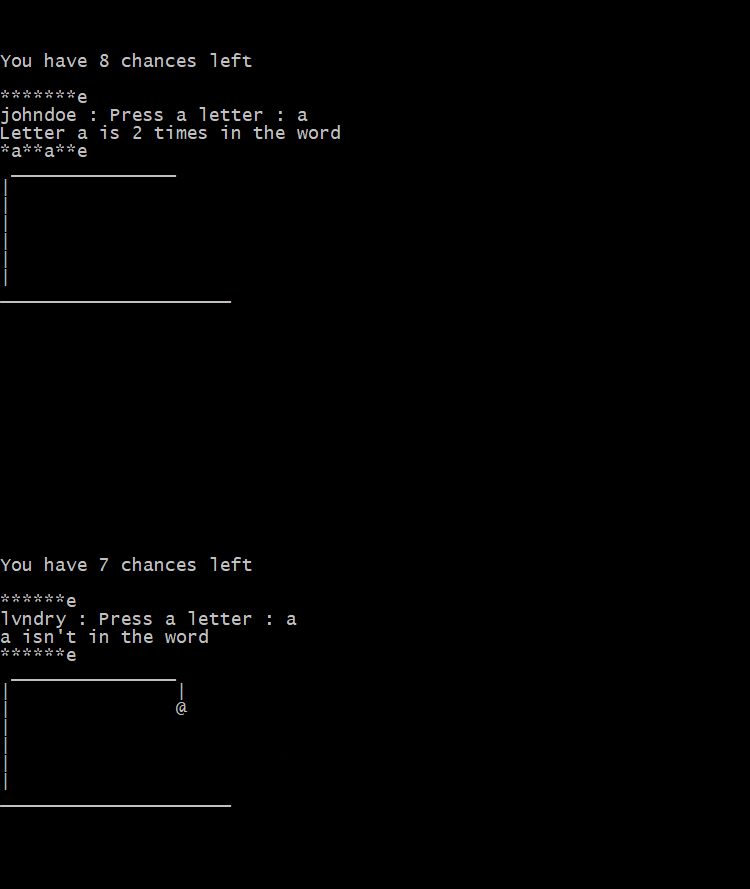 You have 8 chances left
*******e
johndoe : Press a letter : a
Letter a is 2 times in the word
*a**a**e
You have 7 chances left
******e
lvndry : Press a letter : a
a isn't in the word
******e
@